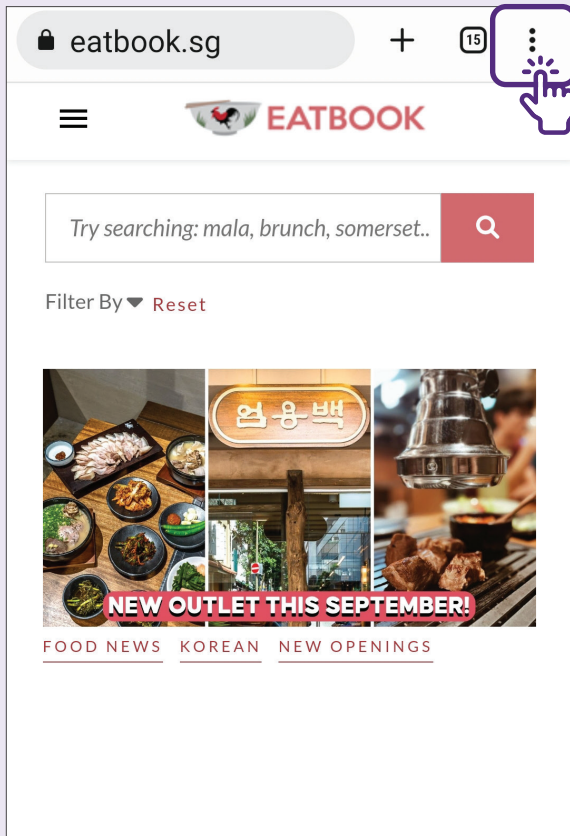 eatbook.sg
15
EATBOOK
Try searching: mala, brunch, somerset..
Filter By Reset
엄용백
NEW OUTLET THIS SEPTEMBER!
FOOD NEWS KOREAN NEW OPENINGS